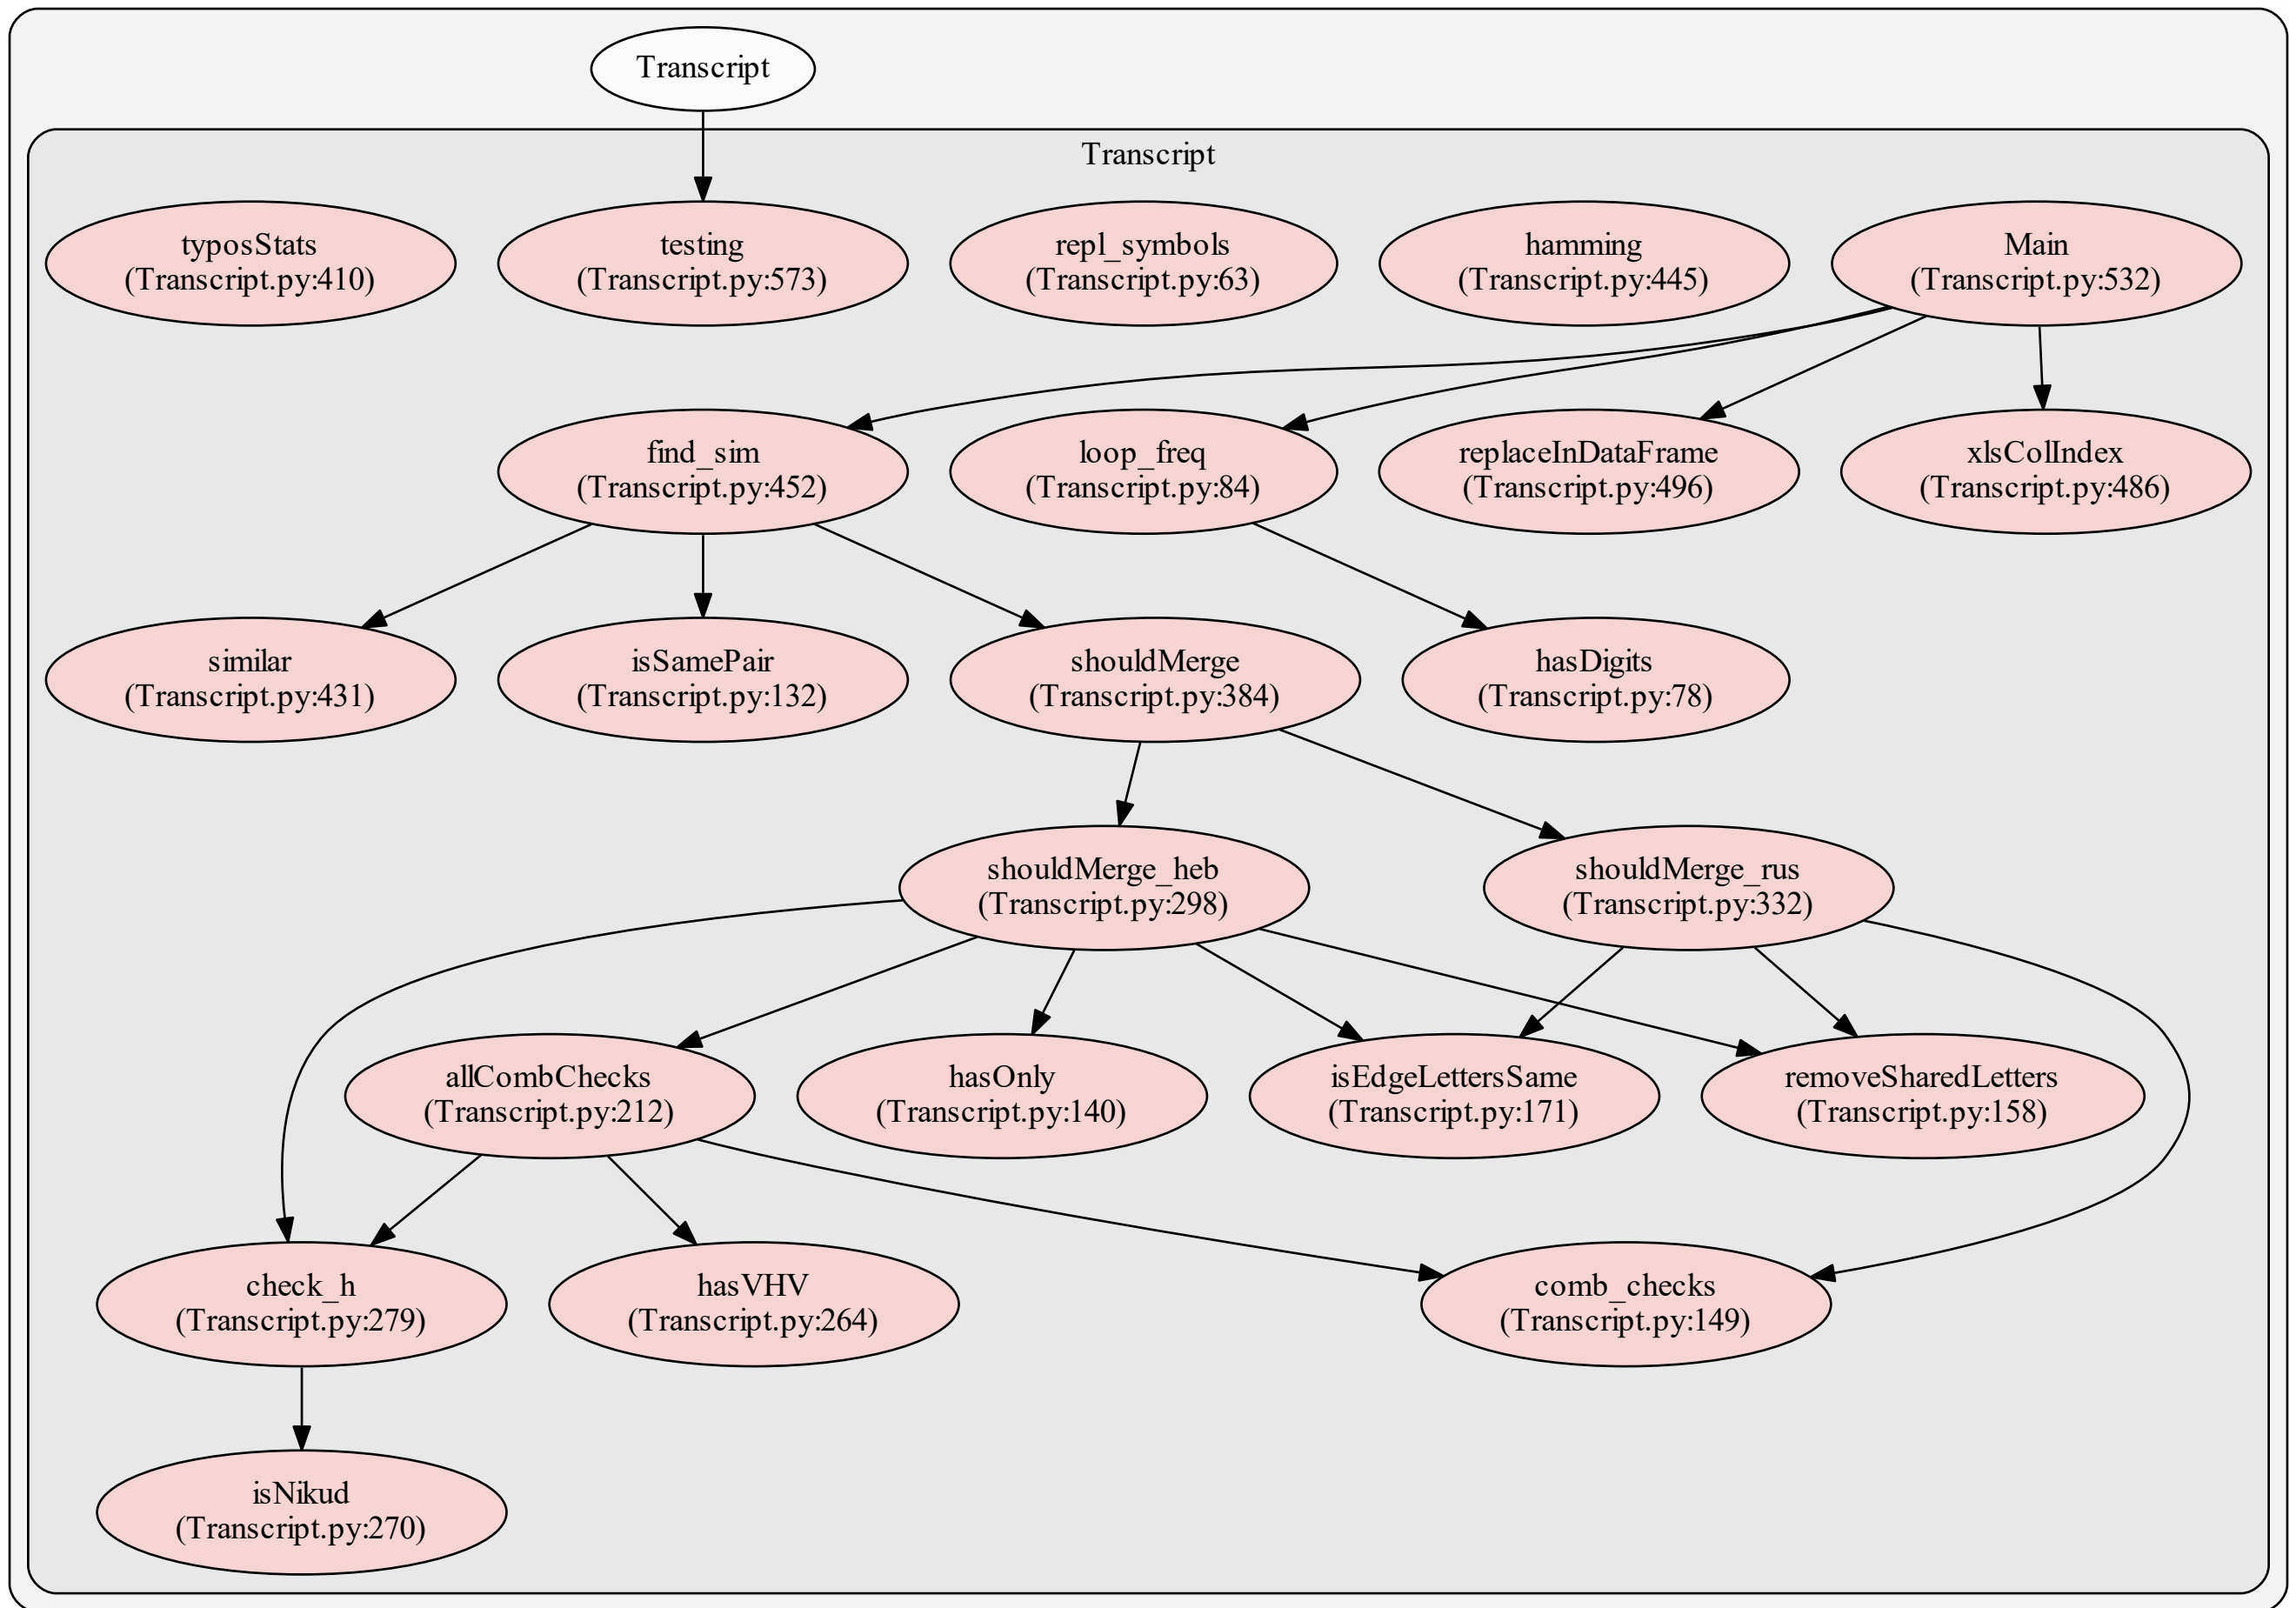 Transcript
Transcript
typosStats
(Transcript.py:410)
testing
(Transcript.py:573)
repl_symbols
(Transcript.py:63)
hamming
(Transcript.py:445)
Main
(Transcript.py:532)
find_sim
(Transcript.py:452)
loop_freq
(Transcript.py:84)
replaceInDataFrame
(Transcript.py:496)
xlsColIndex
(Transcript.py:486)
similar
(Transcript.py:431)
isSamePair
(Transcript.py:132)
shouldMerge
(Transcript.py:384)
hasDigits
(Transcript.py:78)
shouldMerge_heb
(Transcript.py:298)
shouldMerge_rus
(Transcript.py:332)
allCombChecks
(Transcript.py:212)
hasOnly
(Transcript.py:140)
isEdgeLettersSame
(Transcript.py:171)
removeSharedLetters
(Transcript.py:158)
check_h
(Transcript.py:279)
hasVHV
(Transcript.py:264)
comb_checks
(Transcript.py:149)
isNikud
(Transcript.py:270)